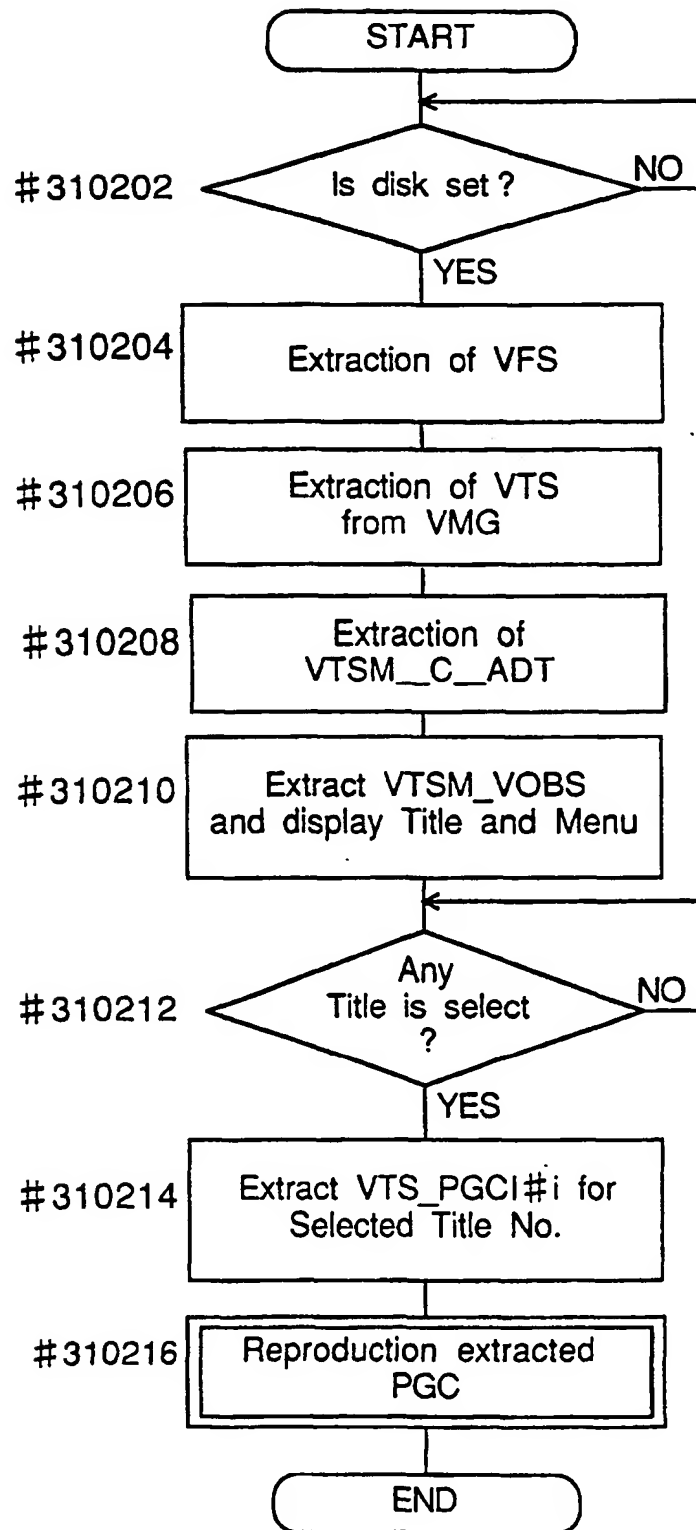 START
#310202
Is disk set ?
NO
YES
#310204
Extraction of VFS
#310206
Extraction of VTS
from VMG
#310208
Extraction of
VTSM__C__ADT
#310210
Extract VTSM_VOBS
and display Title and Menu
#310212
Any
Title is select
?
NO
YES
#310214
Extract VTS_PGCI#i for
Selected Title No.
#310216
Reproduction extracted
PGC
END